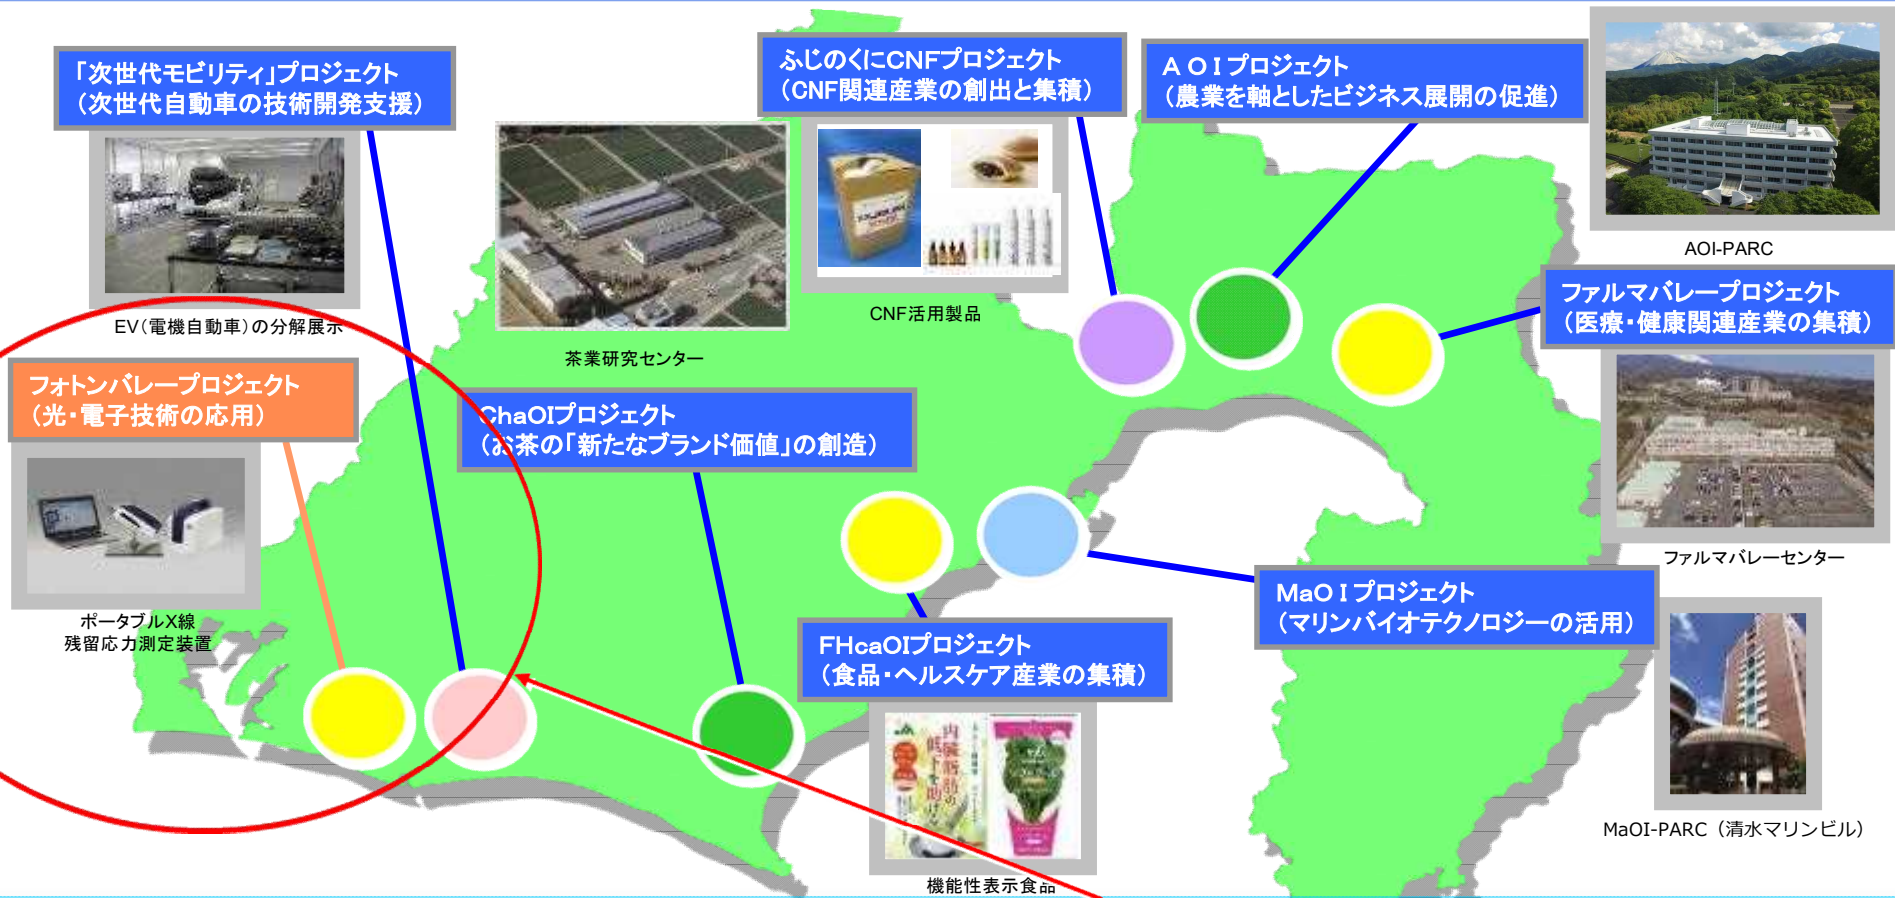 「次世代モビリティ」プロジェクト
（次世代自動車の技術開発支援）
EV（電機自動車）の分解展示
フォトンバレープロジェクト
（光・電子技術の応用）
ポータブルX線
残留応力測定装置
茶業研究センター
ChaOIプロジェクト
（お茶の「新たなブランド価値」の創造）
ふじのくにCNFプロジェクト
（CNF関連産業の創出と集積）
CNF活用製品
ＡＯＩプロジェクト
（農業を軸としたビジネス展開の促進）
AOI-PARC
ファルマバレープロジェクト
（医療・健康関連産業の集積）
ファルマバレーセンター
MaOIプロジェクト
（マリンバイオテクノロジーの活用）
MaOI-PARC（清水マリンビル）
FHcaOIプロジェクト
（食品・ヘルスケア産業の集積）
内臓脂肪の
低下を助ける
機能性表示食品